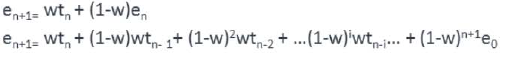 eₙ₊₁₌ wtₙ + (1-w)eₙ
eₙ₊₁₌ wtₙ + (1-w)wtₙ₋ ₁+ (1-w)²wtₙ₋₂ + ...(1-w)ⁱwtₙ₋ᵢ... + (1-w)ⁿ⁺¹e₀